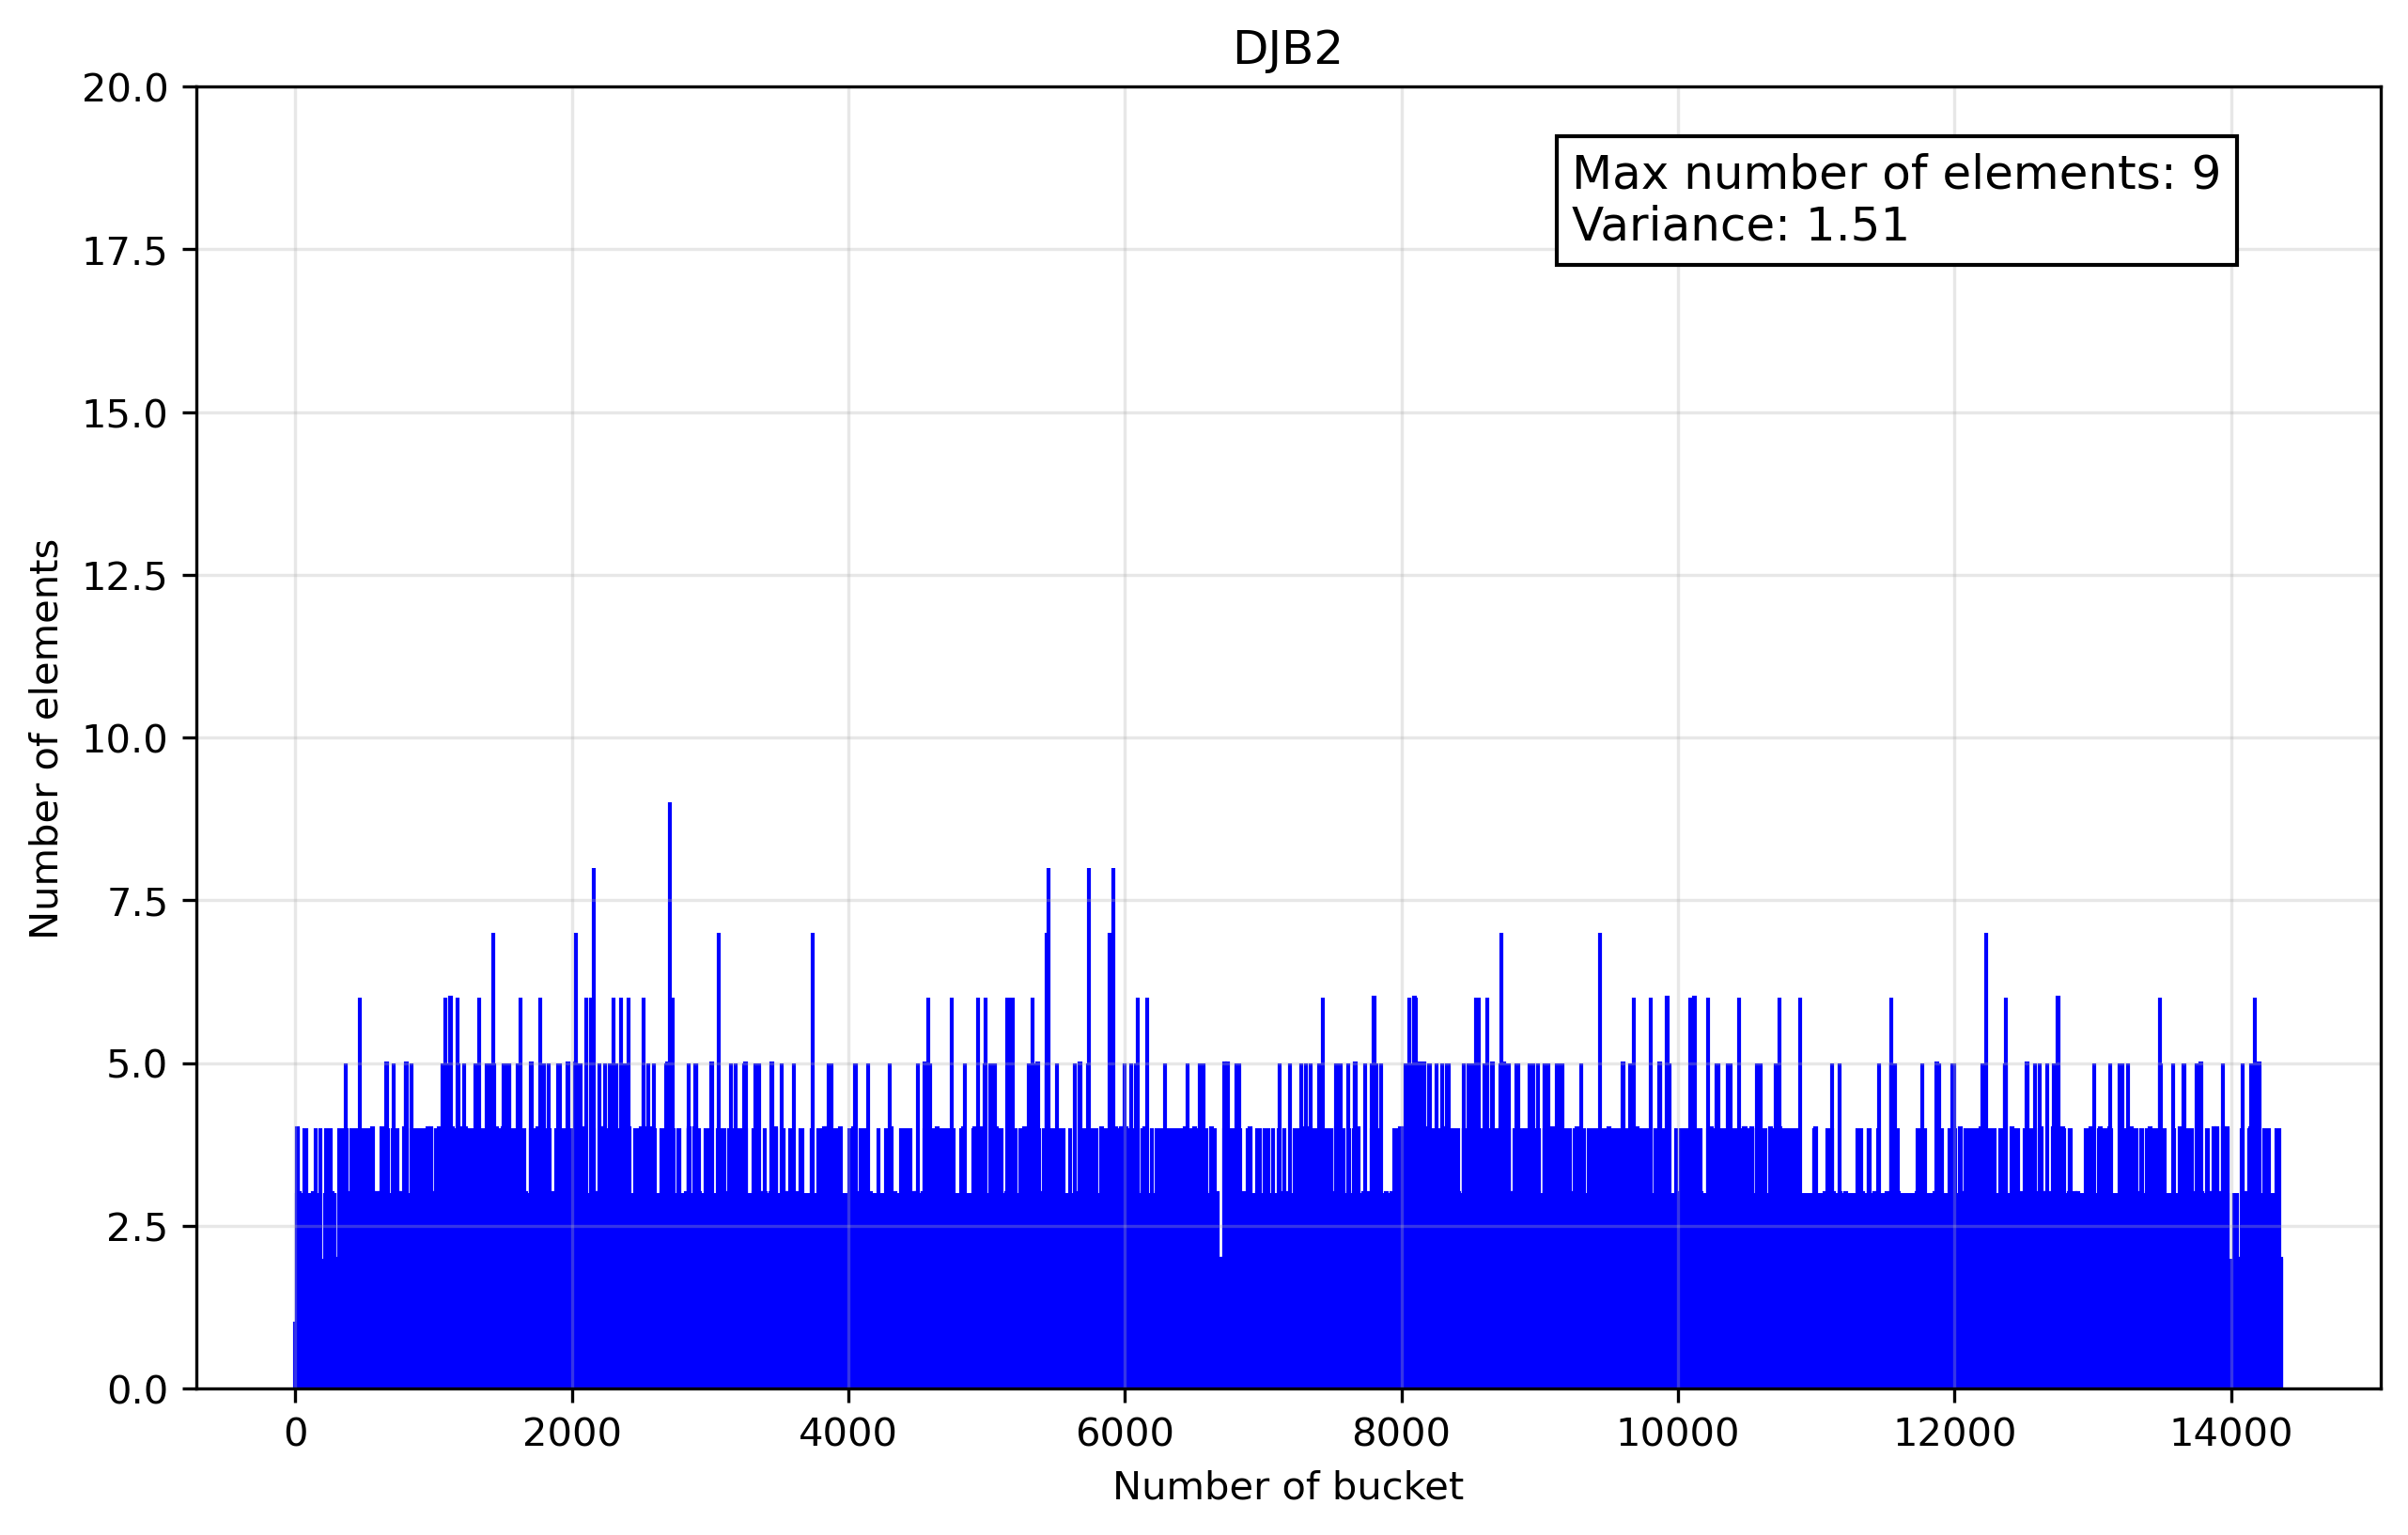 DJB2
Max number of elements: 9
Variance: 1.51
Number of elements
20.0
17.5
15.0
12.5
10.0
7.5
5.0
2.5
0.0
0 2000 4000 6000 8000 10000 12000 14000
Number of bucket